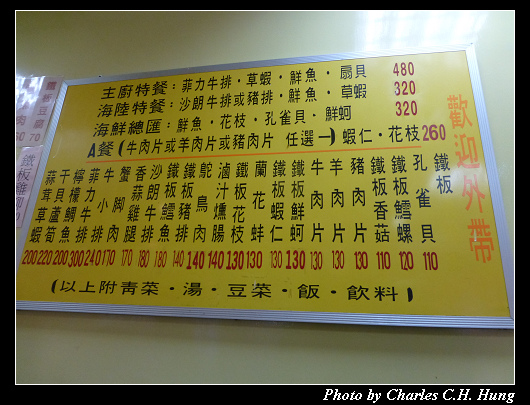 主廚特餐：菲力牛排・草蝦・鮮魚・扇貝 480
海陸特餐：沙朗牛排或豬排・鮮魚・草蝦 320
海鮮總匯：鮮魚・花枝・孔雀貝・鮮蚵 320
A餐(牛肉片或羊肉片或豬肉片 任選一)蝦仁・花枝 260
歡迎外帶
蒜草蝦 200
干貝蘆筍 220
檸檬鯛魚 200
菲力牛排 300
牛小排 240
蟹腳 170
香蒜雞腿 170
沙朗牛排 180
鐵板鱈魚 180
鐵板豬排 140
鴕鳥肉 140
滷汁燻腸 140
鐵板花枝 130
蘭花蚌 130
鐵板蝦仁 130
鐵板鮮蚵 130
牛肉片 130
羊肉片 130
豬肉片 130
鐵板香菇 110
鐵板鱈螺 120
孔雀貝 110
鐵板
(以上附青菜・湯・豆菜・飯・飲料)
Photo by Charles C.H. Hung